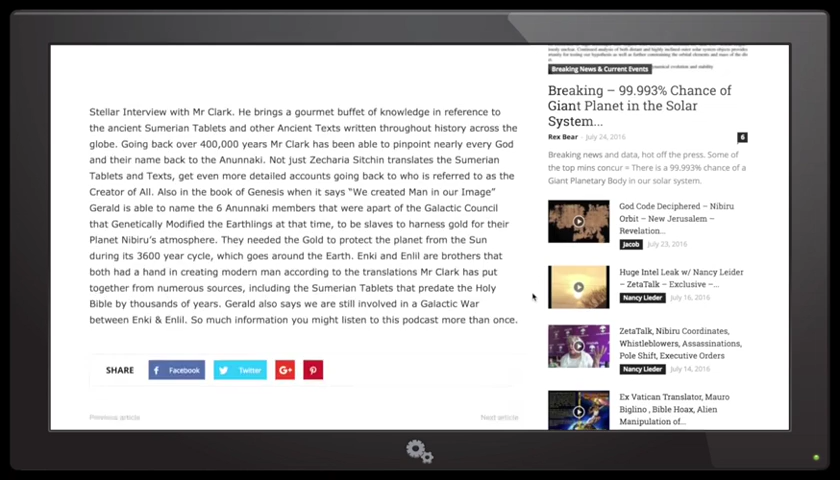 Stellar Interview with Mr Clark. He brings a gourmet buffet of knowledge in reference to
the ancient Sumerian Tablets and other Ancient Texts written throughout history across the
globe. Going back over 400,000 years Mr Clark has been able to pinpoint nearly every God
and their name back to the Anunnaki. Not just Zecharia Sitchin translates the Sumerian
Tablets and Texts, get even more detailed accounts going back to who is referred to as the
Creator of All. Also in the book of Genesis when it says “We created Man in our Image”
Gerald is able to name the 6 Anunnaki members that were apart of the Galactic Council
that Genetically Modified the Earthlings at that time, to be slaves to harness gold for their
Planet Nibiru’s atmosphere. They needed the Gold to protect the planet from the Sun
during its 3600 year cycle, which goes around the Earth. Enki and Enlil are brothers that
both had a hand in creating modern man according to the translations Mr Clark has put
together from numerous sources, including the Sumerian Tablets that predate the Holy
Bible by thousands of years. Gerald also says we are still involved in a Galactic War
between Enki & Enlil. So much information you might listen to this podcast more than once.
SHARE Facebook Twitter G+
Previous article Next article
Breaking News & Current Events
Breaking – 99.993% Chance of
Giant Planet in the Solar
System...
Rex Bear - July 24, 2016 6
Breaking news and data, hot off the press. Some of
the top mins concur = There is a 99.993% chance of a
Giant Planetary Body in our solar system.
God Code Deciphered – Nibiru
Orbit – New Jerusalem –
Revelation...
Jacob July 23, 2016
Huge Intel Leak w/ Nancy Leider
– ZetaTalk – Exclusive –...
Nancy Lieder July 16, 2016
ZetaTalk, Nibiru Coordinates,
Whistleblowers, Assassinations,
Pole Shift, Executive Orders
Nancy Lieder July 14, 2016
Ex Vatican Translator, Mauro
Biglino , Bible Hoax, Alien
Manipulation of...